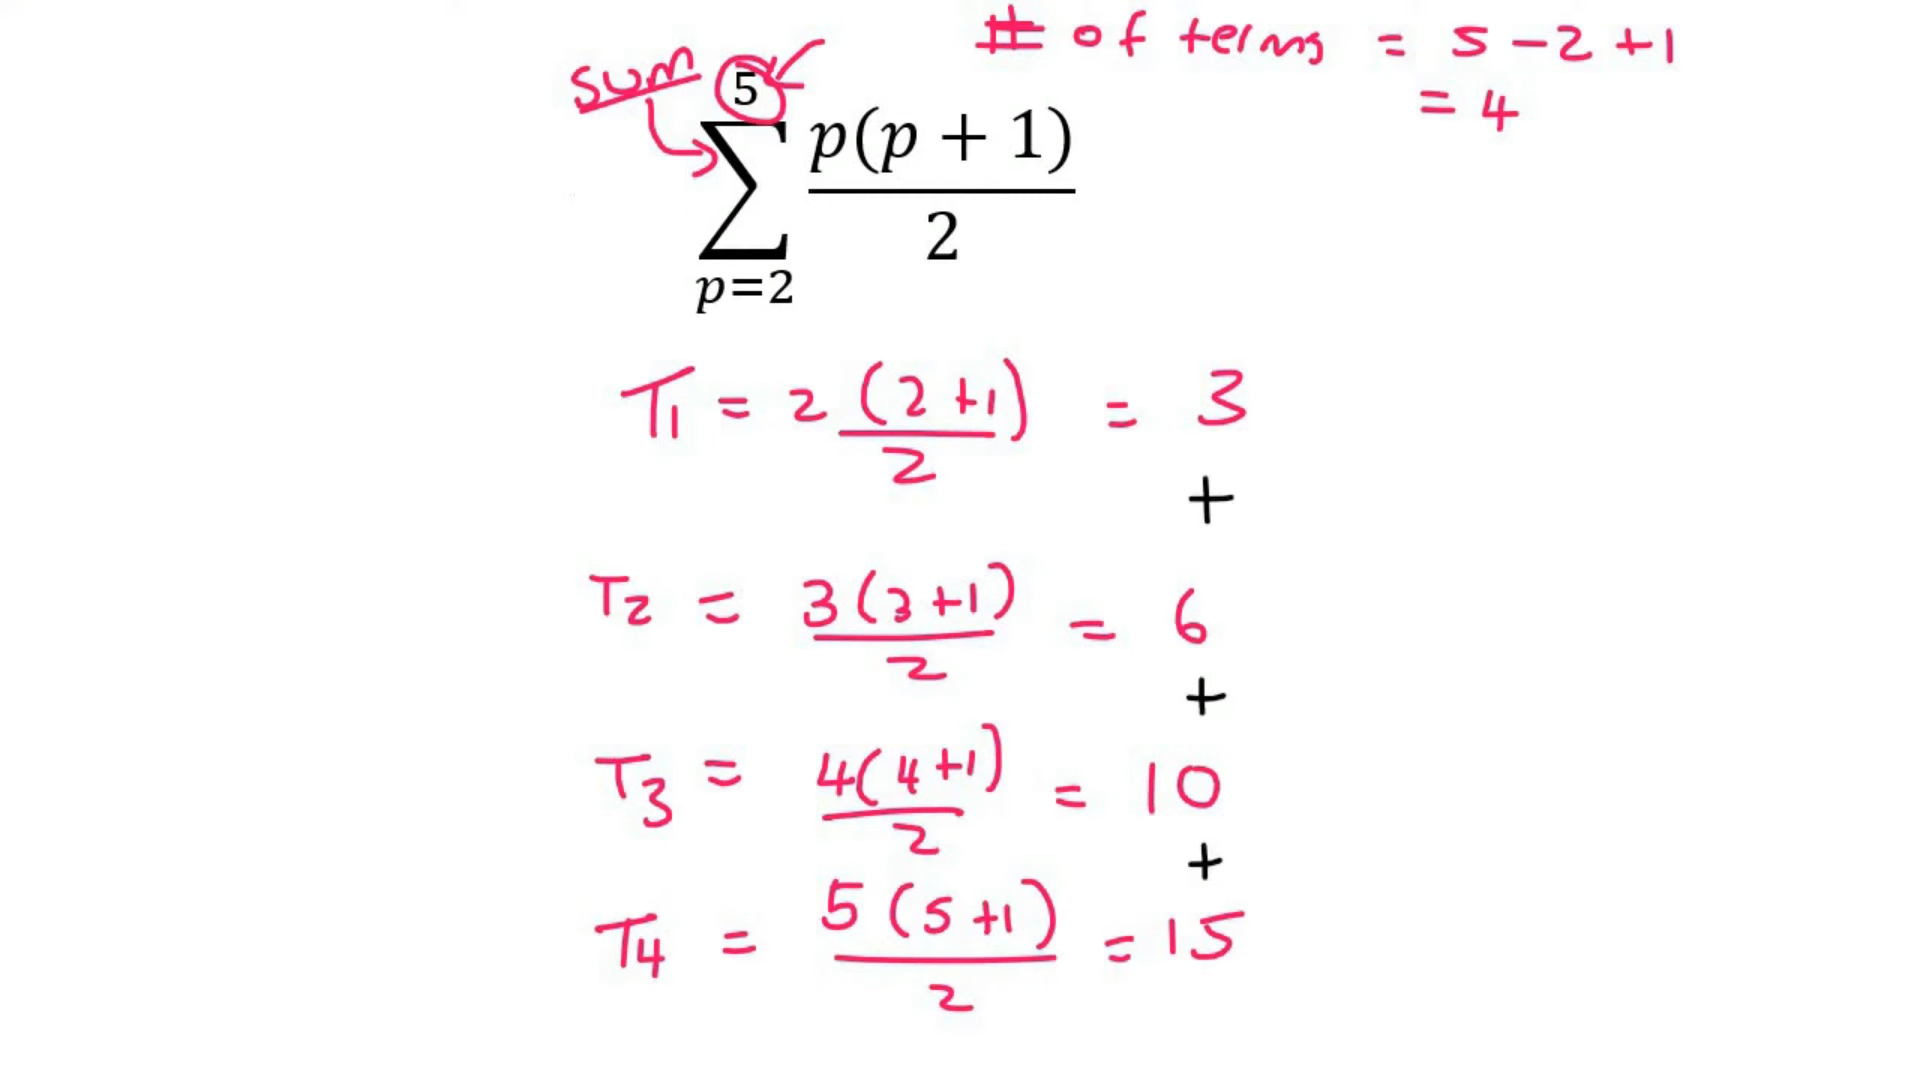 # of terms = 5 - 2 + 1
= 4
sum
5
∑ p(p + 1)
2
p=2
T1 = 2 (2 +1) = 3
2
+
T2 = 3 (3 +1) = 6
2
+
T3 = 4 (4 +1) = 10
2
+
T4 = 5 (5 +1) = 15
2